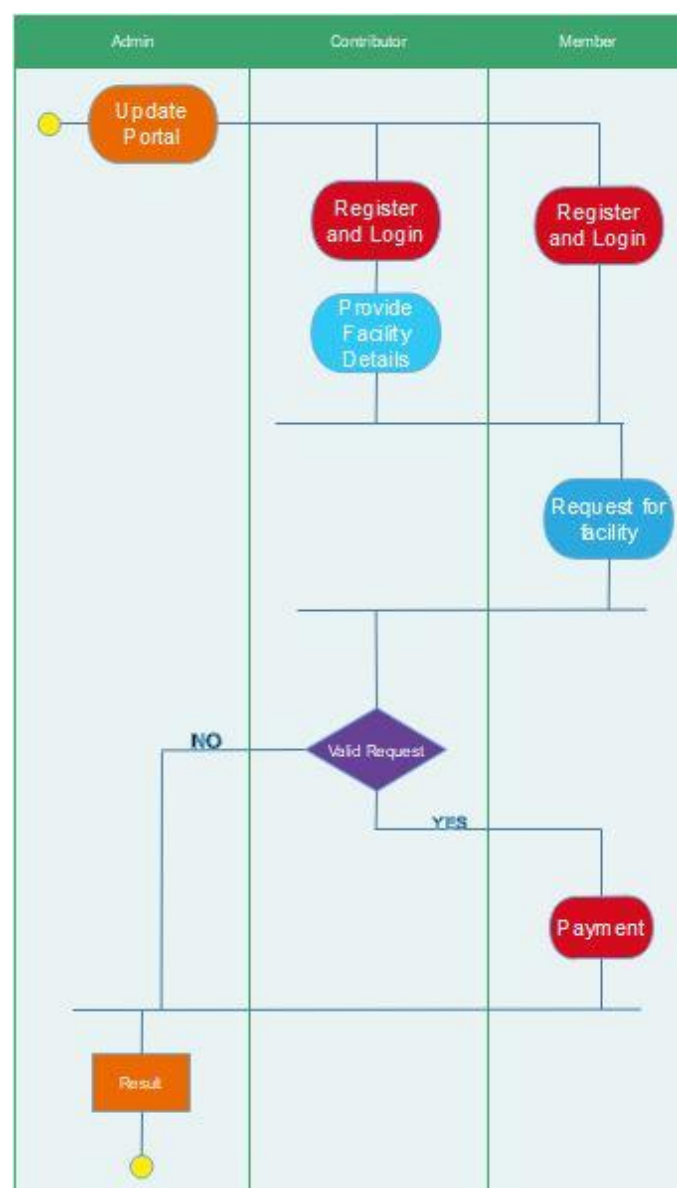 Admin
Contributor
Member
Update
Portal
Register
and Login
Register
and Login
Provide
Facility
Details
Request for
facility
Valid Request
NO
YES
Payment
Result